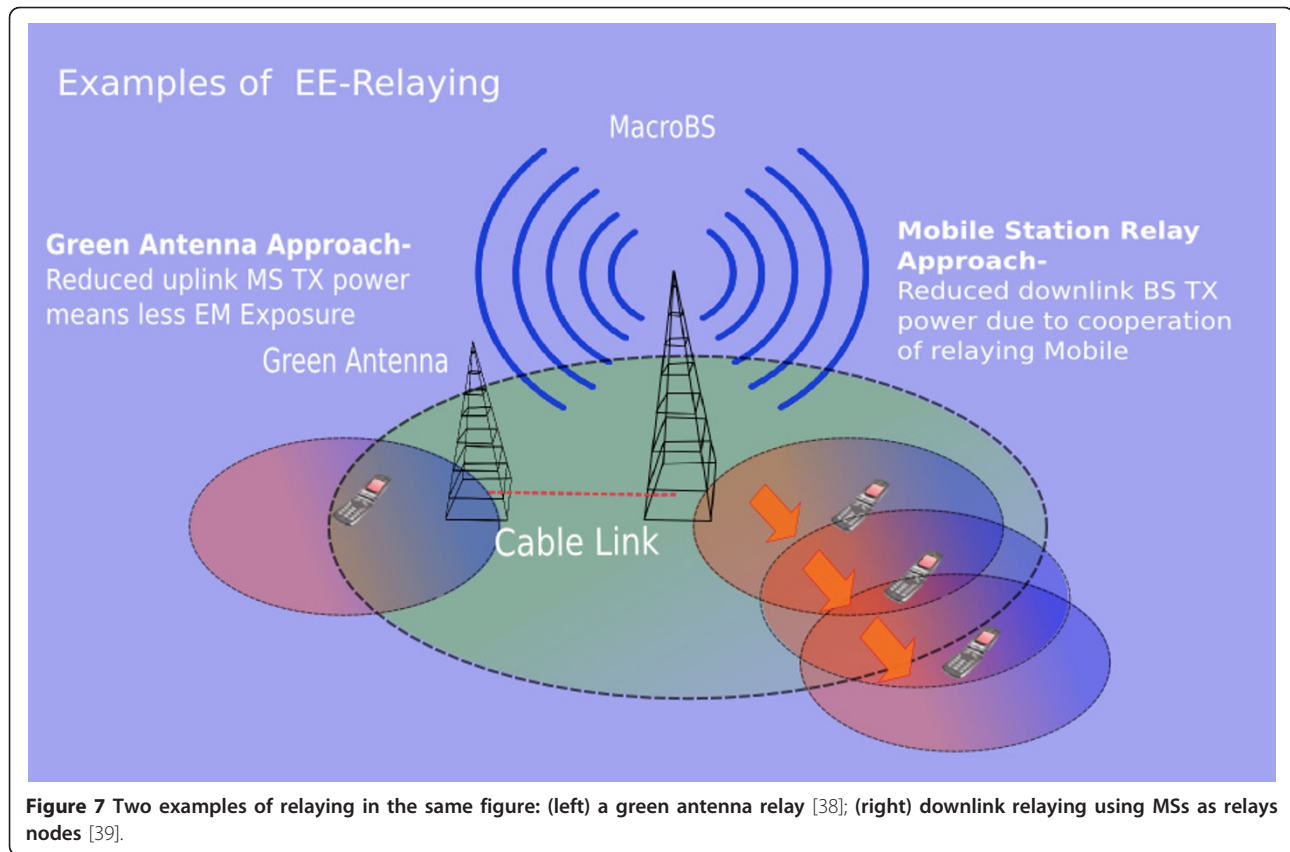 Examples of EE-Relaying
MacroBS
Green Antenna Approach-
Reduced uplink MS TX power
means less EM Exposure
Green Antenna
Mobile Station Relay
Approach-
Reduced downlink BS TX
power due to cooperation
of relaying Mobile
Cable Link
Figure 7 Two examples of relaying in the same figure: (left) a green antenna relay [38]; (right) downlink relaying using MSs as relays
nodes [39].